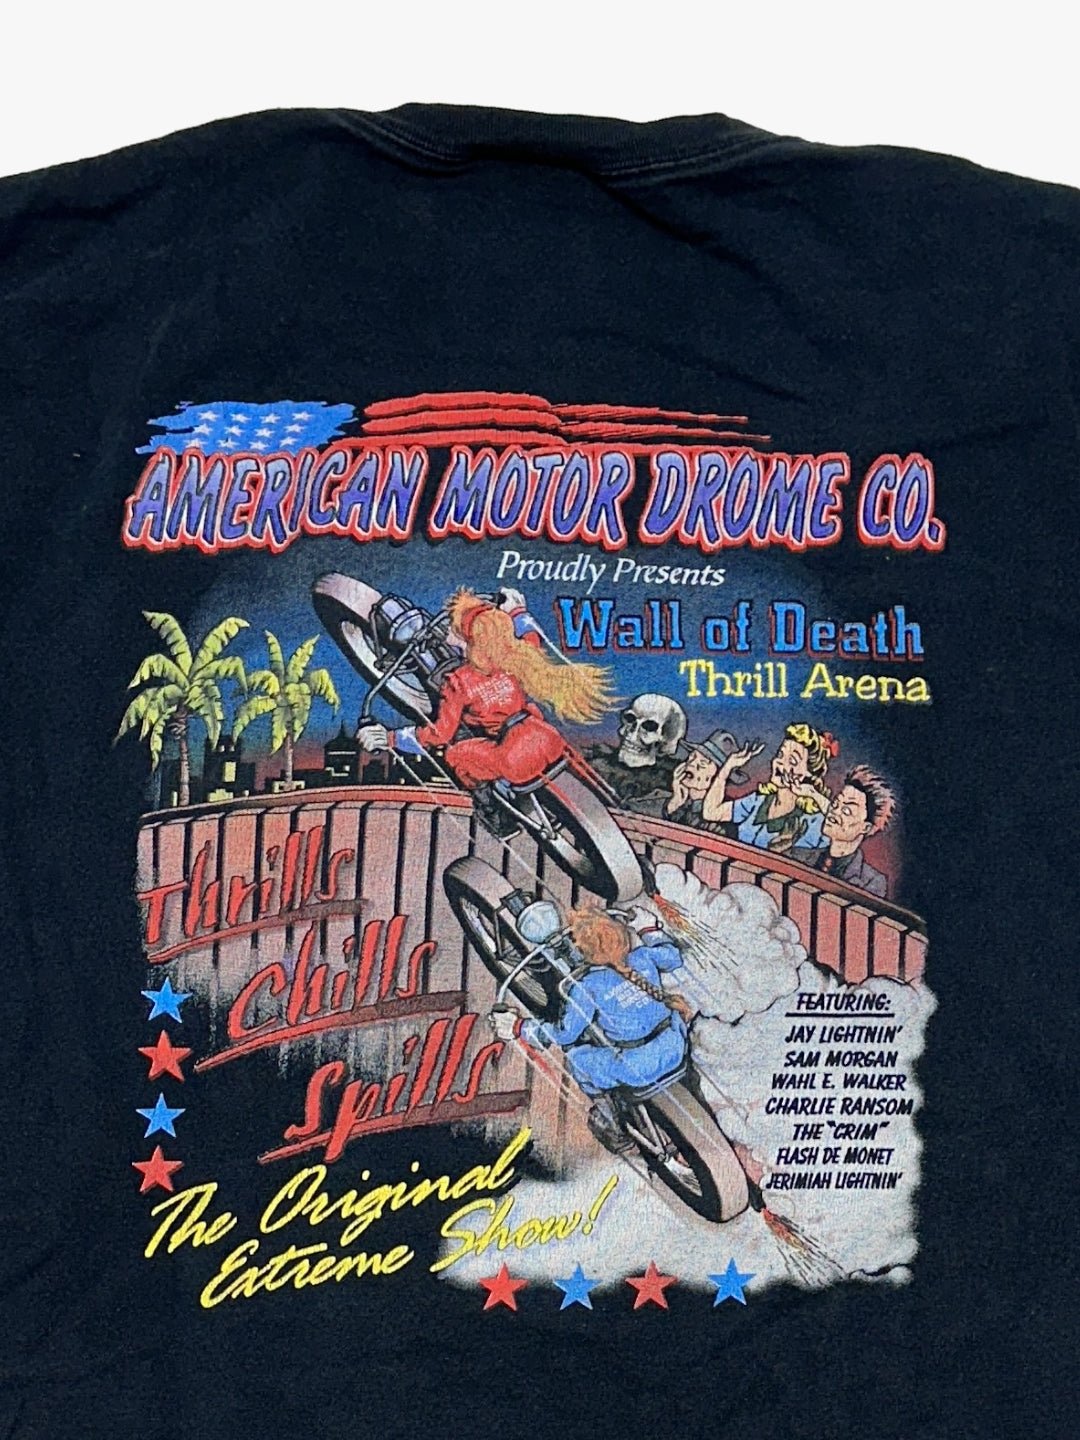 AMERICAN MOTOR DROME CO.
Proudly Presents
Wall of Death
Thrill Arena
Thrills
Chills
Spills
FEATURING:
JAY LIGHTNIN'
SAM MORGAN
WAHL E. WALKER
CHARLIE RANSOM
THE "CRIM"
FLASH DE MONET
JERIMIAH LIGHTNIN'
The Original
Extreme Show!